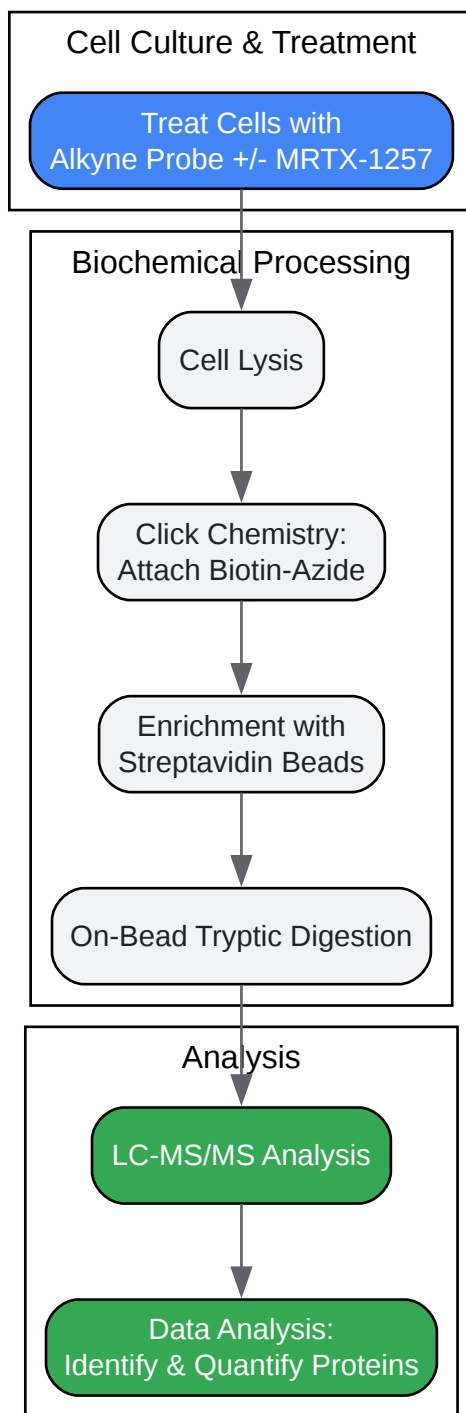 Cell Culture & Treatment
Treat Cells with
Alkyne Probe +/- MRTX-1257
Biochemical Processing
Cell Lysis
Click Chemistry:
Attach Biotin-Azide
Enrichment with
Streptavidin Beads
On-Bead Tryptic Digestion
Analysis
LC-MS/MS Analysis
Data Analysis:
Identify & Quantify Proteins